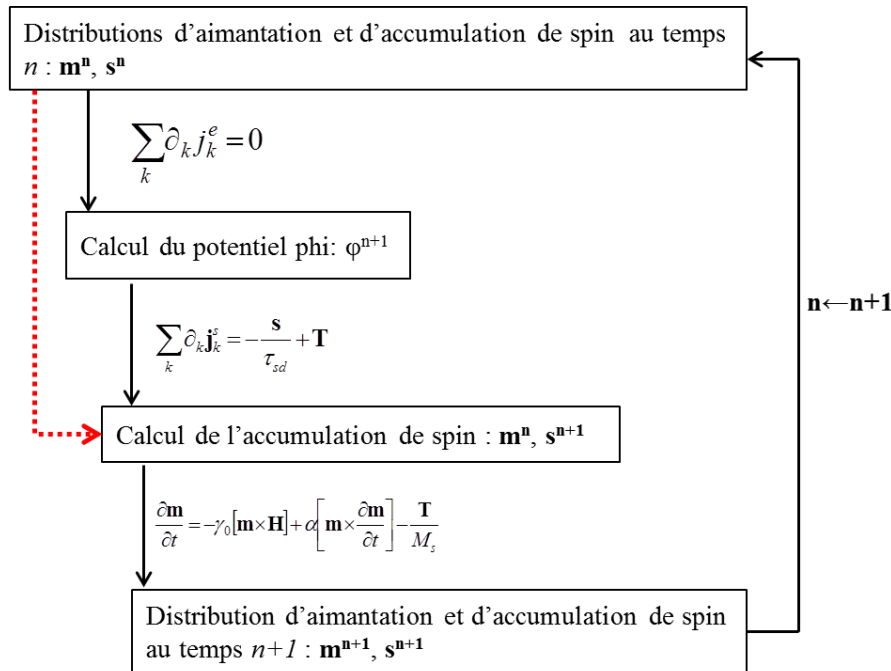 Distributions d’aimantation et d’accumulation de spin au temps
n : mⁿ, sⁿ
∑ₖ ∂ₖ jₖᵉ = 0
Calcul du potentiel phi: φⁿ⁺¹
n←n+1
∑ₖ ∂ₖ jₖˢ = − s/τ_sd + T
Calcul de l’accumulation de spin : mⁿ, sⁿ⁺¹
∂m/∂t = −γ₀[m×H] + α[m×∂m/∂t] − T/Mₛ
Distribution d’aimantation et d’accumulation de spin
au temps n+1 : mⁿ⁺¹, sⁿ⁺¹